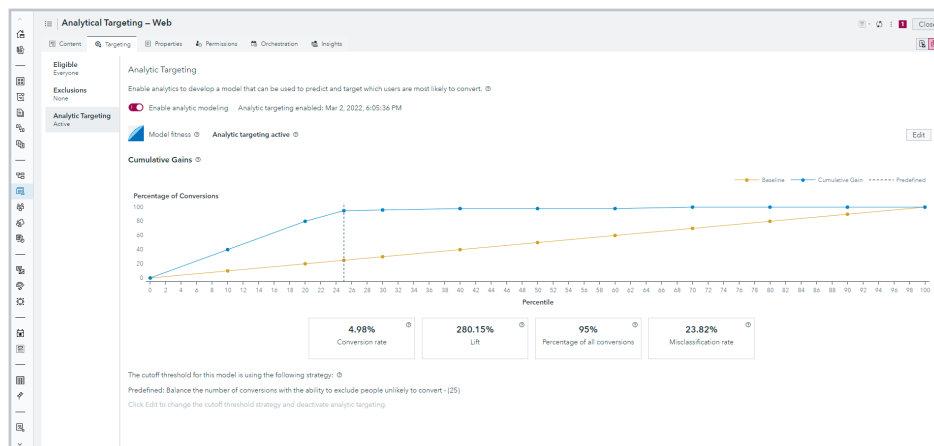 Analytical Targeting – Web
1
Close
Content
Targeting
Properties
Permissions
Orchestration
Insights
Eligible
Everyone
Exclusions
None
Analytic Targeting
Active
Analytic Targeting
Enable analytics to develop a model that can be used to predict and target which users are most likely to convert.
Enable analytic modeling Analytic targeting enabled: Mar 2, 2022, 6:05:36 PM
Model fitness Analytic targeting active
Edit
Cumulative Gains
Baseline Cumulative Gain Predefined
Percentage of Conversions
100
80
60
40
20
0
0 2 4 6 8 10 12 14 16 18 20 22 24 26 28 30 32 34 36 38 40 42 44 46 48 50 52 54 56 58 60 62 64 66 68 70 72 74 76 78 80 82 84 86 88 90 92 94 96 98 100
Percentile
4.98%
Conversion rate
280.15%
Lift
95%
Percentage of all conversions
23.82%
Misclassification rate
The cutoff threshold for this model is using the following strategy:
Predefined: Balance the number of conversions with the ability to exclude people unlikely to convert - (25)
Click Edit to change the cutoff threshold strategy and deactivate analytic targeting.